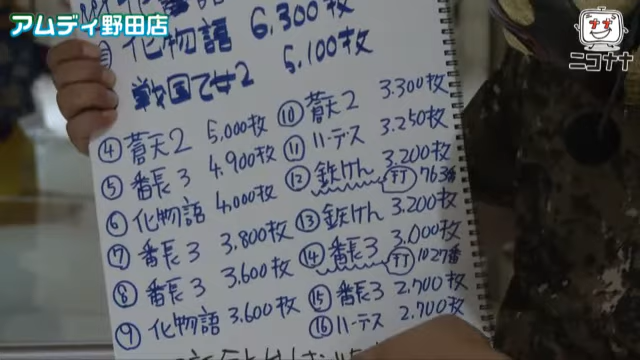 アムディ野田店
ニコナナ
③ 化物語 6,300枚
戦国乙女2 5,100枚
④ 蒼天2 5,000枚
⑤ 番長3 4,900枚
⑥ 化物語 4,000枚
⑦ 番長3 3,800枚
⑧ 番長3 3,600枚
⑨ 化物語 3,600枚
⑩ 蒼天2 3,300枚
⑪ ハーデス 3,250枚
⑫ 鉄けん 3,200枚
打 763番
⑬ 鉄けん 3,200枚
⑭ 番長3 3,000枚
打 1027番
⑮ 番長3 2,700枚
⑯ ハーデス 2,700枚